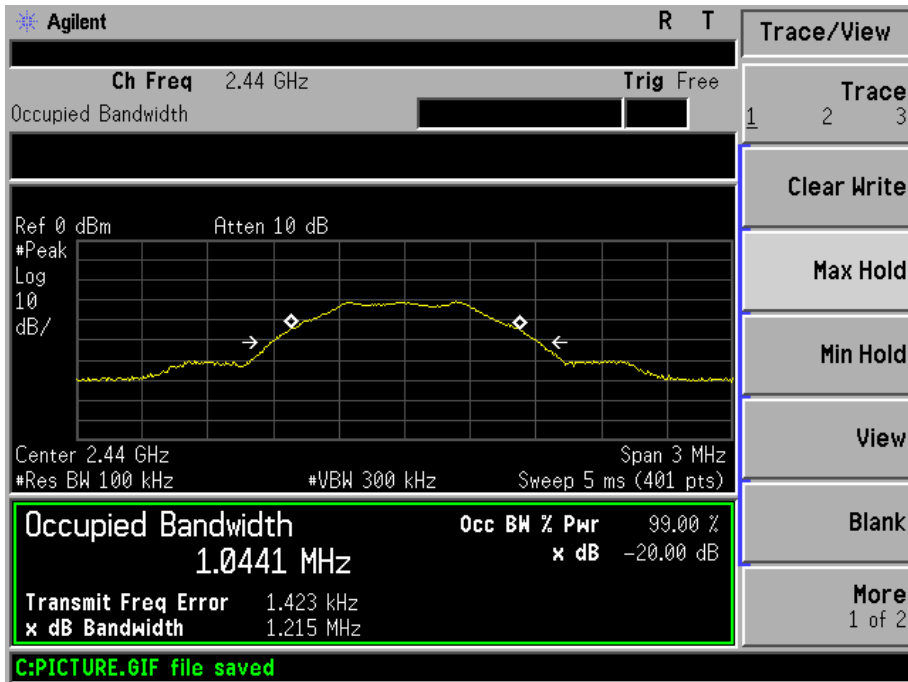 Agilent R T
Ch Freq 2.44 GHz Trig Free
Occupied Bandwidth
Ref 0 dBm Atten 10 dB
#Peak
Log
10
dB/
Center 2.44 GHz Span 3 MHz
#Res BW 100 kHz #VBW 300 kHz Sweep 5 ms (401 pts)
Occupied Bandwidth Occ BW % Pwr 99.00 %
1.0441 MHz x dB -20.00 dB
Transmit Freq Error 1.423 kHz
x dB Bandwidth 1.215 MHz
C:PICTURE.GIF file saved
Trace/View
Trace
1 2 3
Clear Write
Max Hold
Min Hold
View
Blank
More
1 of 2